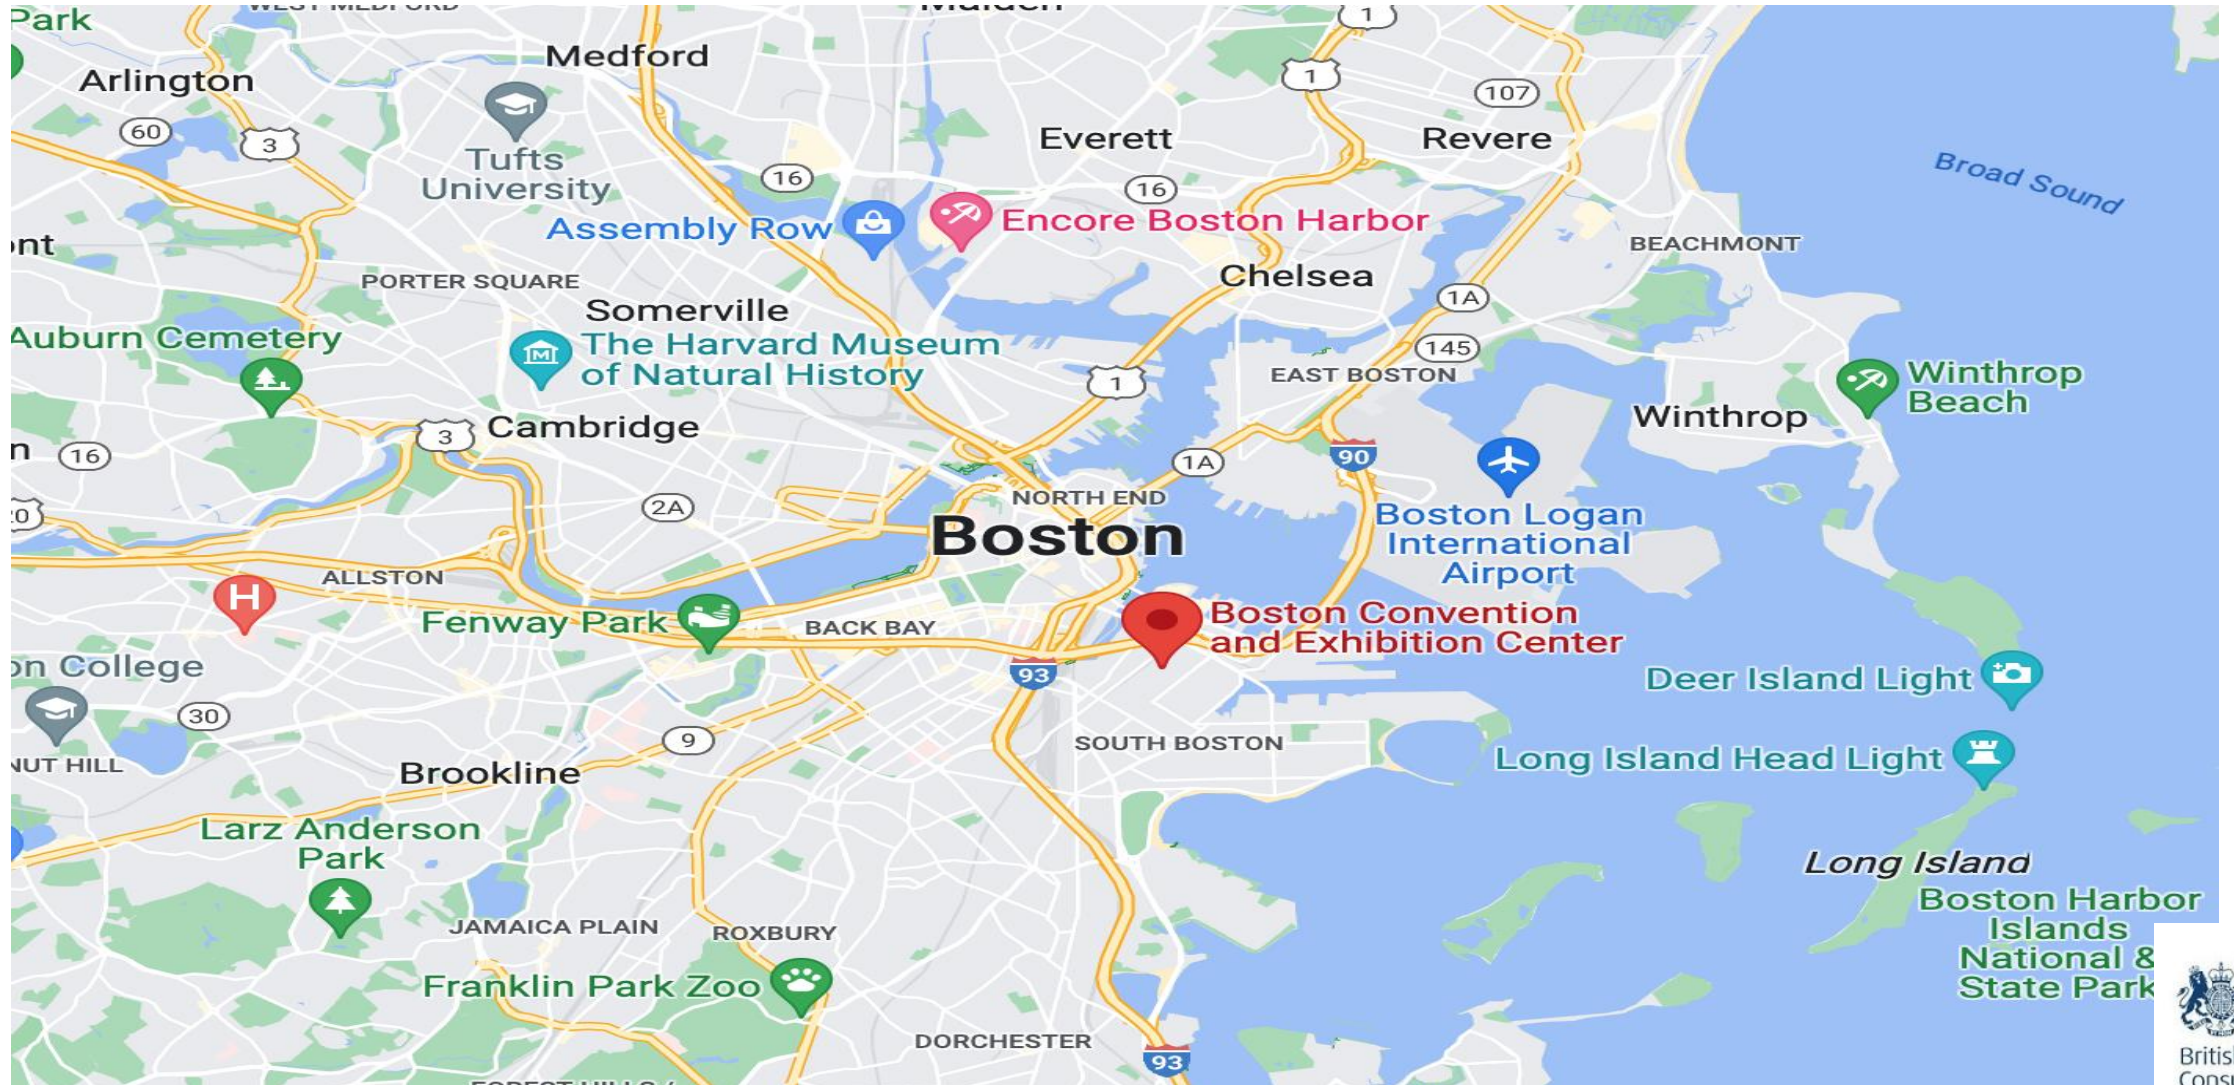 Park
Arlington
60
3
Medford
Tufts
University
1
1
107
Everett
Revere
16
16
Broad Sound
Assembly Row
Encore Boston Harbor
BEACHMONT
PORTER SQUARE
Chelsea
1A
Somerville
Auburn Cemetery
The Harvard Museum
of Natural History
145
EAST BOSTON
1
Winthrop
Beach
Winthrop
3
Cambridge
16
1A
90
2A
NORTH END
Boston
Boston Logan
International
Airport
ALLSTON
H
Fenway Park
BACK BAY
Boston Convention
and Exhibition Center
College
93
Deer Island Light
30
9
SOUTH BOSTON
Long Island Head Light
HILL
Brookline
Larz Anderson
Park
Long Island
Boston Harbor
Islands
National &
State Park
JAMAICA PLAIN
ROXBURY
Franklin Park Zoo
DORCHESTER
93